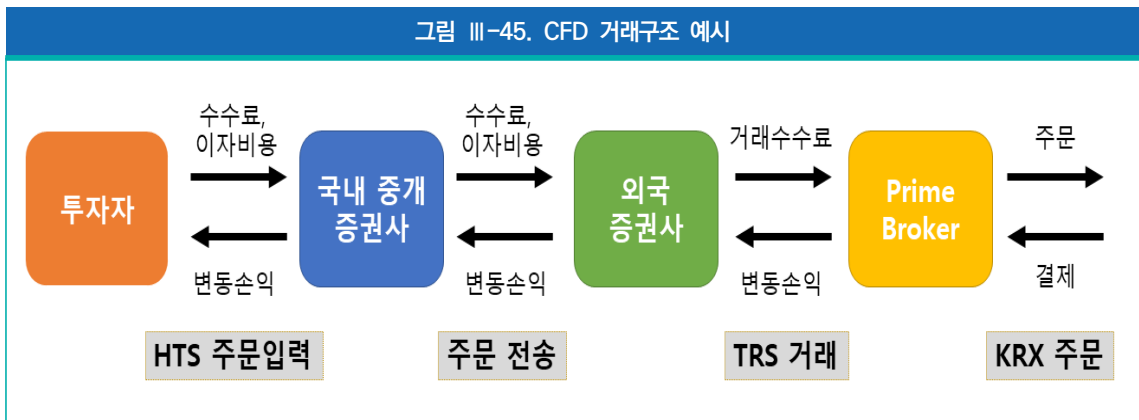 그림 Ⅲ-45. CFD 거래구조 예시
수수료,
이자비용
수수료,
이자비용
거래수수료
주문
투자자
국내 중개
증권사
외국
증권사
Prime
Broker
변동손익
변동손익
변동손익
결제
HTS 주문입력
주문 전송
TRS 거래
KRX 주문